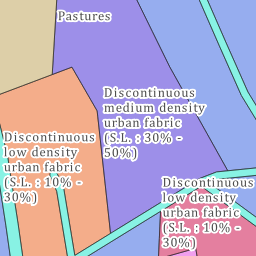 Pastures
Discontinuous
medium density
urban fabric
(S.L. : 30% -
50%)
Discontinuous
low density
urban fabric
(S.L. : 10% -
30%)
Discontinuous
low density
urban fabric
(S.L. : 10% -
30%)